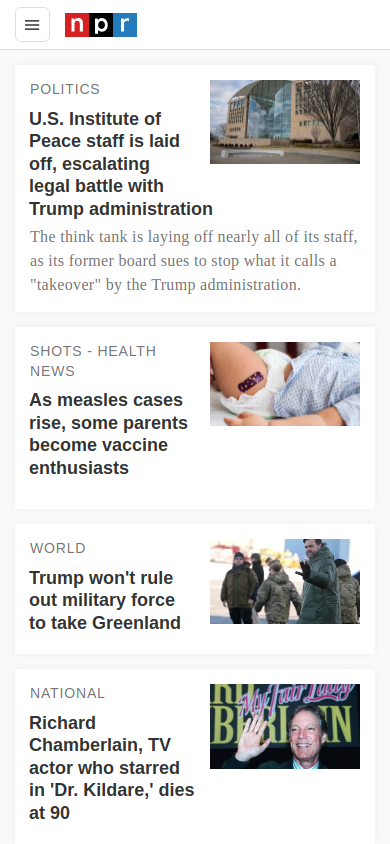 npr
POLITICS
U.S. Institute of
Peace staff is laid
off, escalating
legal battle with
Trump administration
The think tank is laying off nearly all of its staff,
as its former board sues to stop what it calls a
"takeover" by the Trump administration.
SHOTS - HEALTH
NEWS
As measles cases
rise, some parents
become vaccine
enthusiasts
WORLD
Trump won't rule
out military force
to take Greenland
NATIONAL
Richard
Chamberlain, TV
actor who starred
in 'Dr. Kildare,' dies
at 90
My Fair Lady